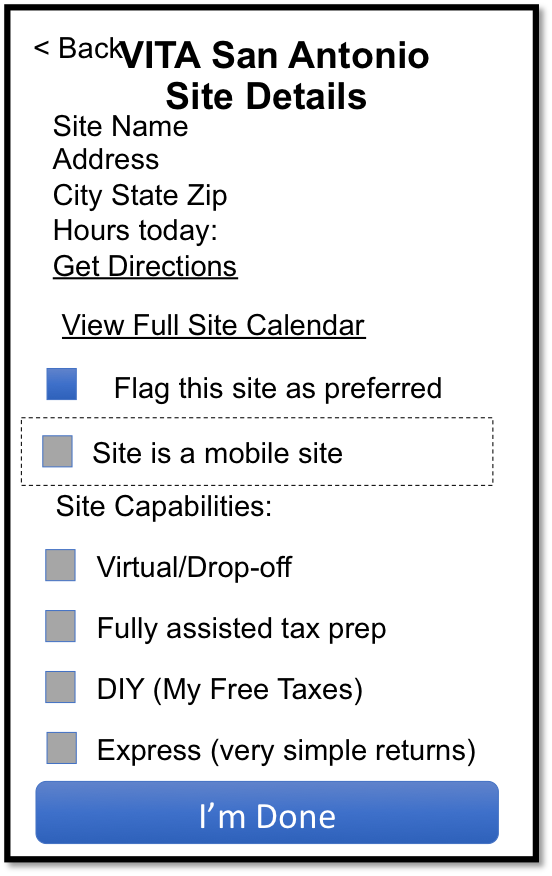 < Back
VITA San Antonio
Site Details
Site Name
Address
City State Zip
Hours today:
Get Directions
View Full Site Calendar
Flag this site as preferred
Site is a mobile site
Site Capabilities:
Virtual/Drop-off
Fully assisted tax prep
DIY (My Free Taxes)
Express (very simple returns)
I’m Done